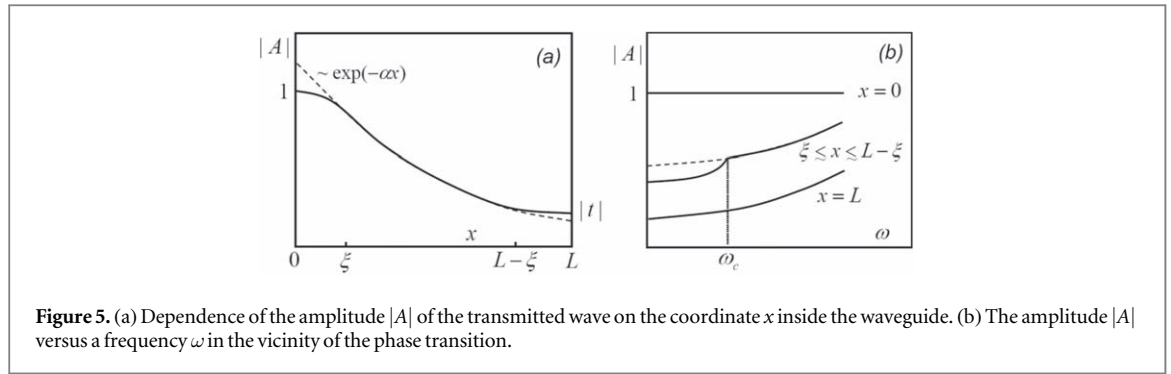 |A|
(a)
~ exp(−αx)
1
|t|
x
0
ξ
L−ξ
L
|A|
(b)
1
x = 0
ξ ≤ x ≤ L − ξ
x = L
ω
ω_c
Figure 5. (a) Dependence of the amplitude |A| of the transmitted wave on the coordinate x inside the waveguide. (b) The amplitude |A|
versus a frequency ω in the vicinity of the phase transition.